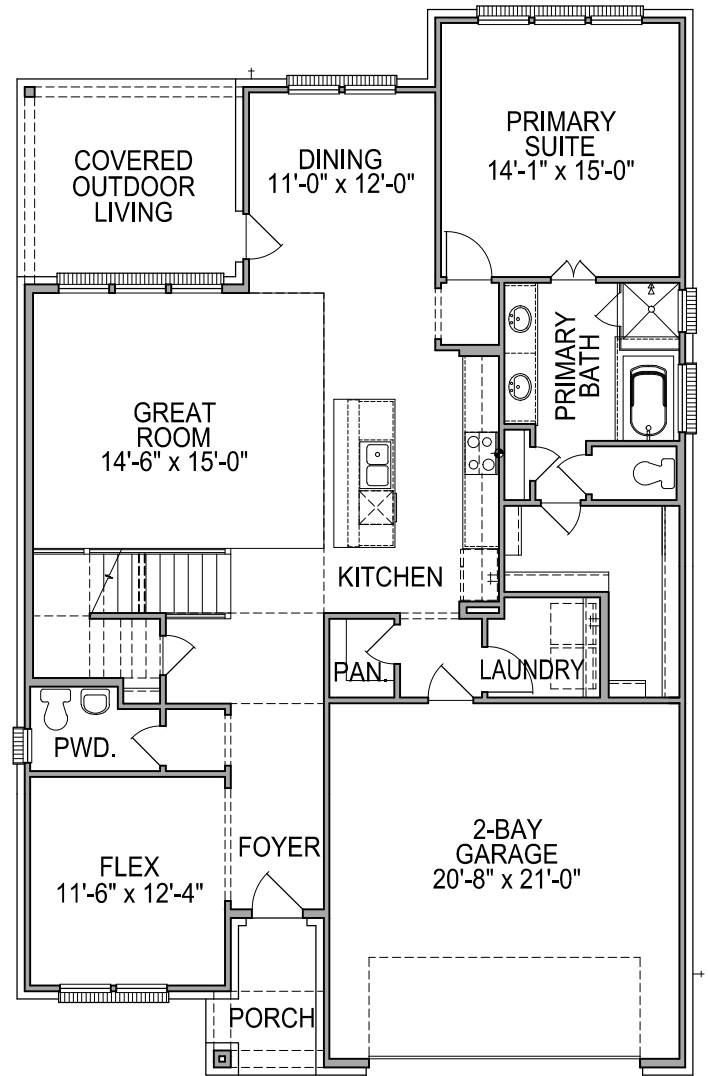 PRIMARY
SUITE
14'-1" x 15'-0"
COVERED
OUTDOOR
LIVING
DINING
11'-0" x 12'-0"
PRIMARY
BATH
GREAT
ROOM
14'-6" x 15'-0"
KITCHEN
PAN.
LAUNDRY
PWD.
FOYER
FLEX
11'-6" x 12'-4"
2-BAY
GARAGE
20'-8" x 21'-0"
PORCH